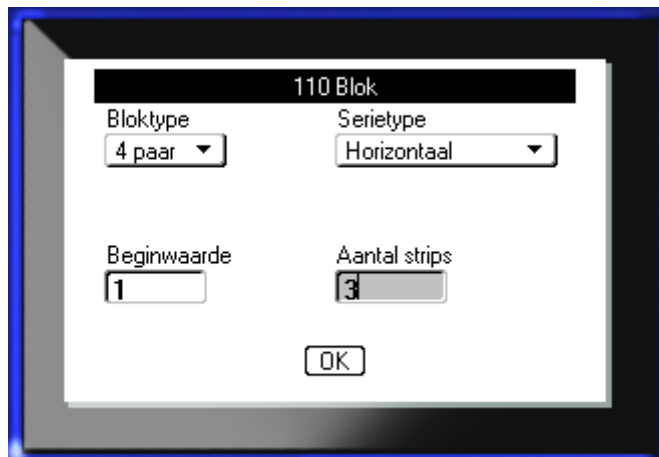 110 Blok
Bloktype
Serietype
4 paar
Horizontaal
Beginwaarde
Aantal strips
1
3
OK